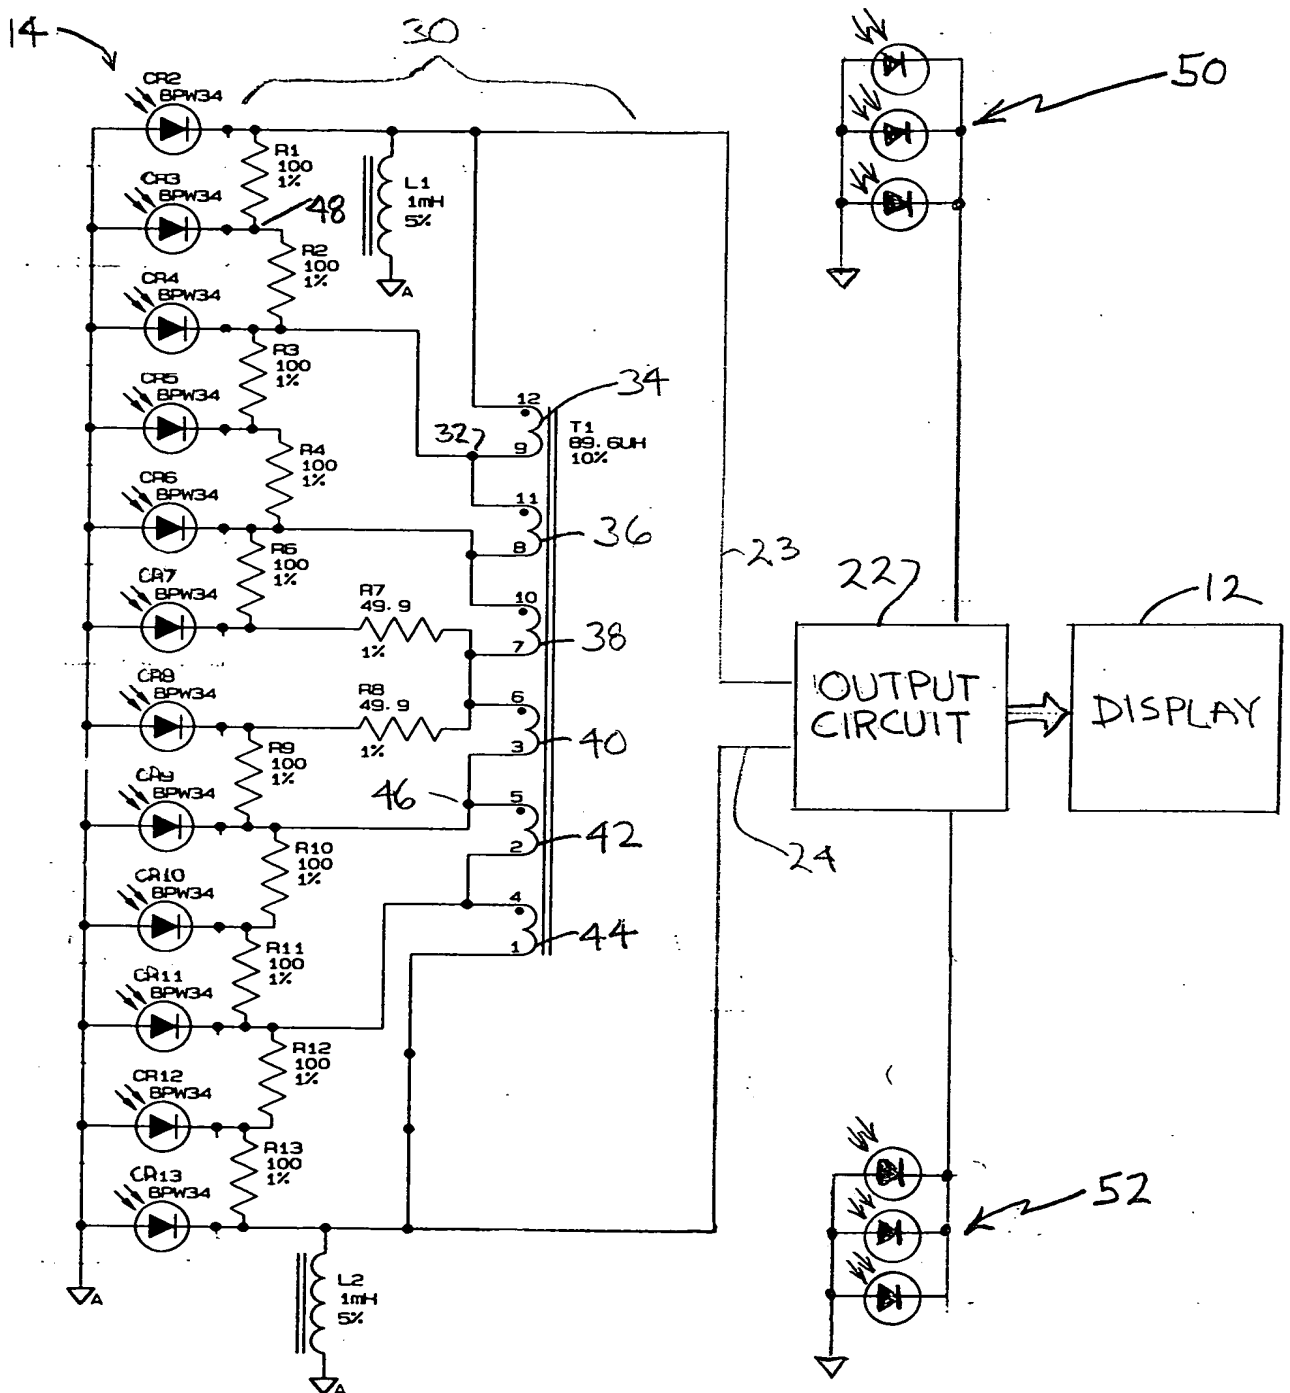 14
30
50
CR2
BPW34
R1
100
1%
L1
1mH
5%
A
CR3
BPW34
48
R2
100
1%
CR4
BPW34
R3
100
1%
CR5
BPW34
R4
100
1%
12
34
9
32
T1
89.6UH
10%
CR6
BPW34
11
36
8
R6
100
1%
CR7
BPW34
R7
49.9
1%
10
38
7
23
22
12
CR8
BPW34
R8
49.9
1%
6
40
3
OUTPUT
CIRCUIT
DISPLAY
R9
100
1%
CR9
BPW34
46
5
42
2
24
R10
100
1%
CR10
BPW34
4
44
1
R11
100
1%
CR11
BPW34
R12
100
1%
CR12
BPW34
R13
100
1%
CR13
BPW34
52
A
L2
1mH
5%
A